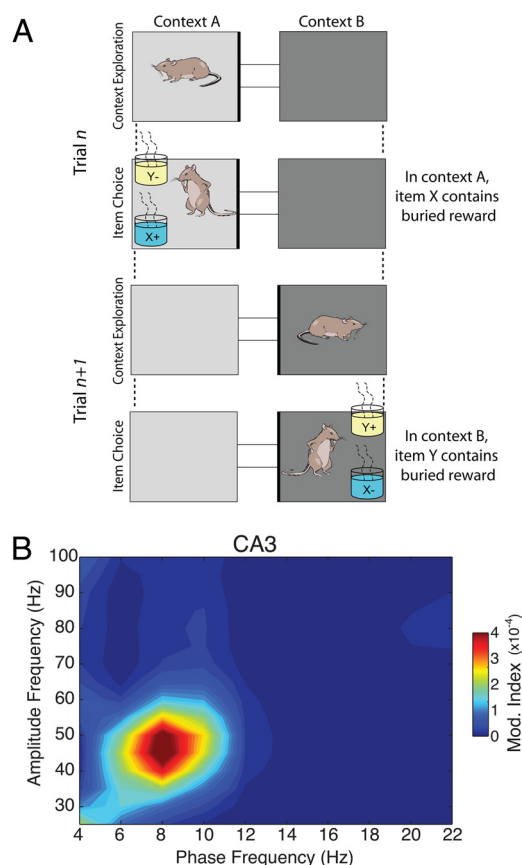 A
Context A
Context B
Context Exploration
Trial n
Item Choice
Y-
X+
In context A,
item X contains
buried reward
Context Exploration
Trial n+1
Item Choice
Y+
X-
In context B,
item Y contains
buried reward
B
CA3
100
90
80
70
60
50
40
30
Amplitude Frequency (Hz)
4 6 8 10 12 14 16 18 20 22
Phase Frequency (Hz)
4
3
2
1
0
Mod. Index (x10⁻⁴)